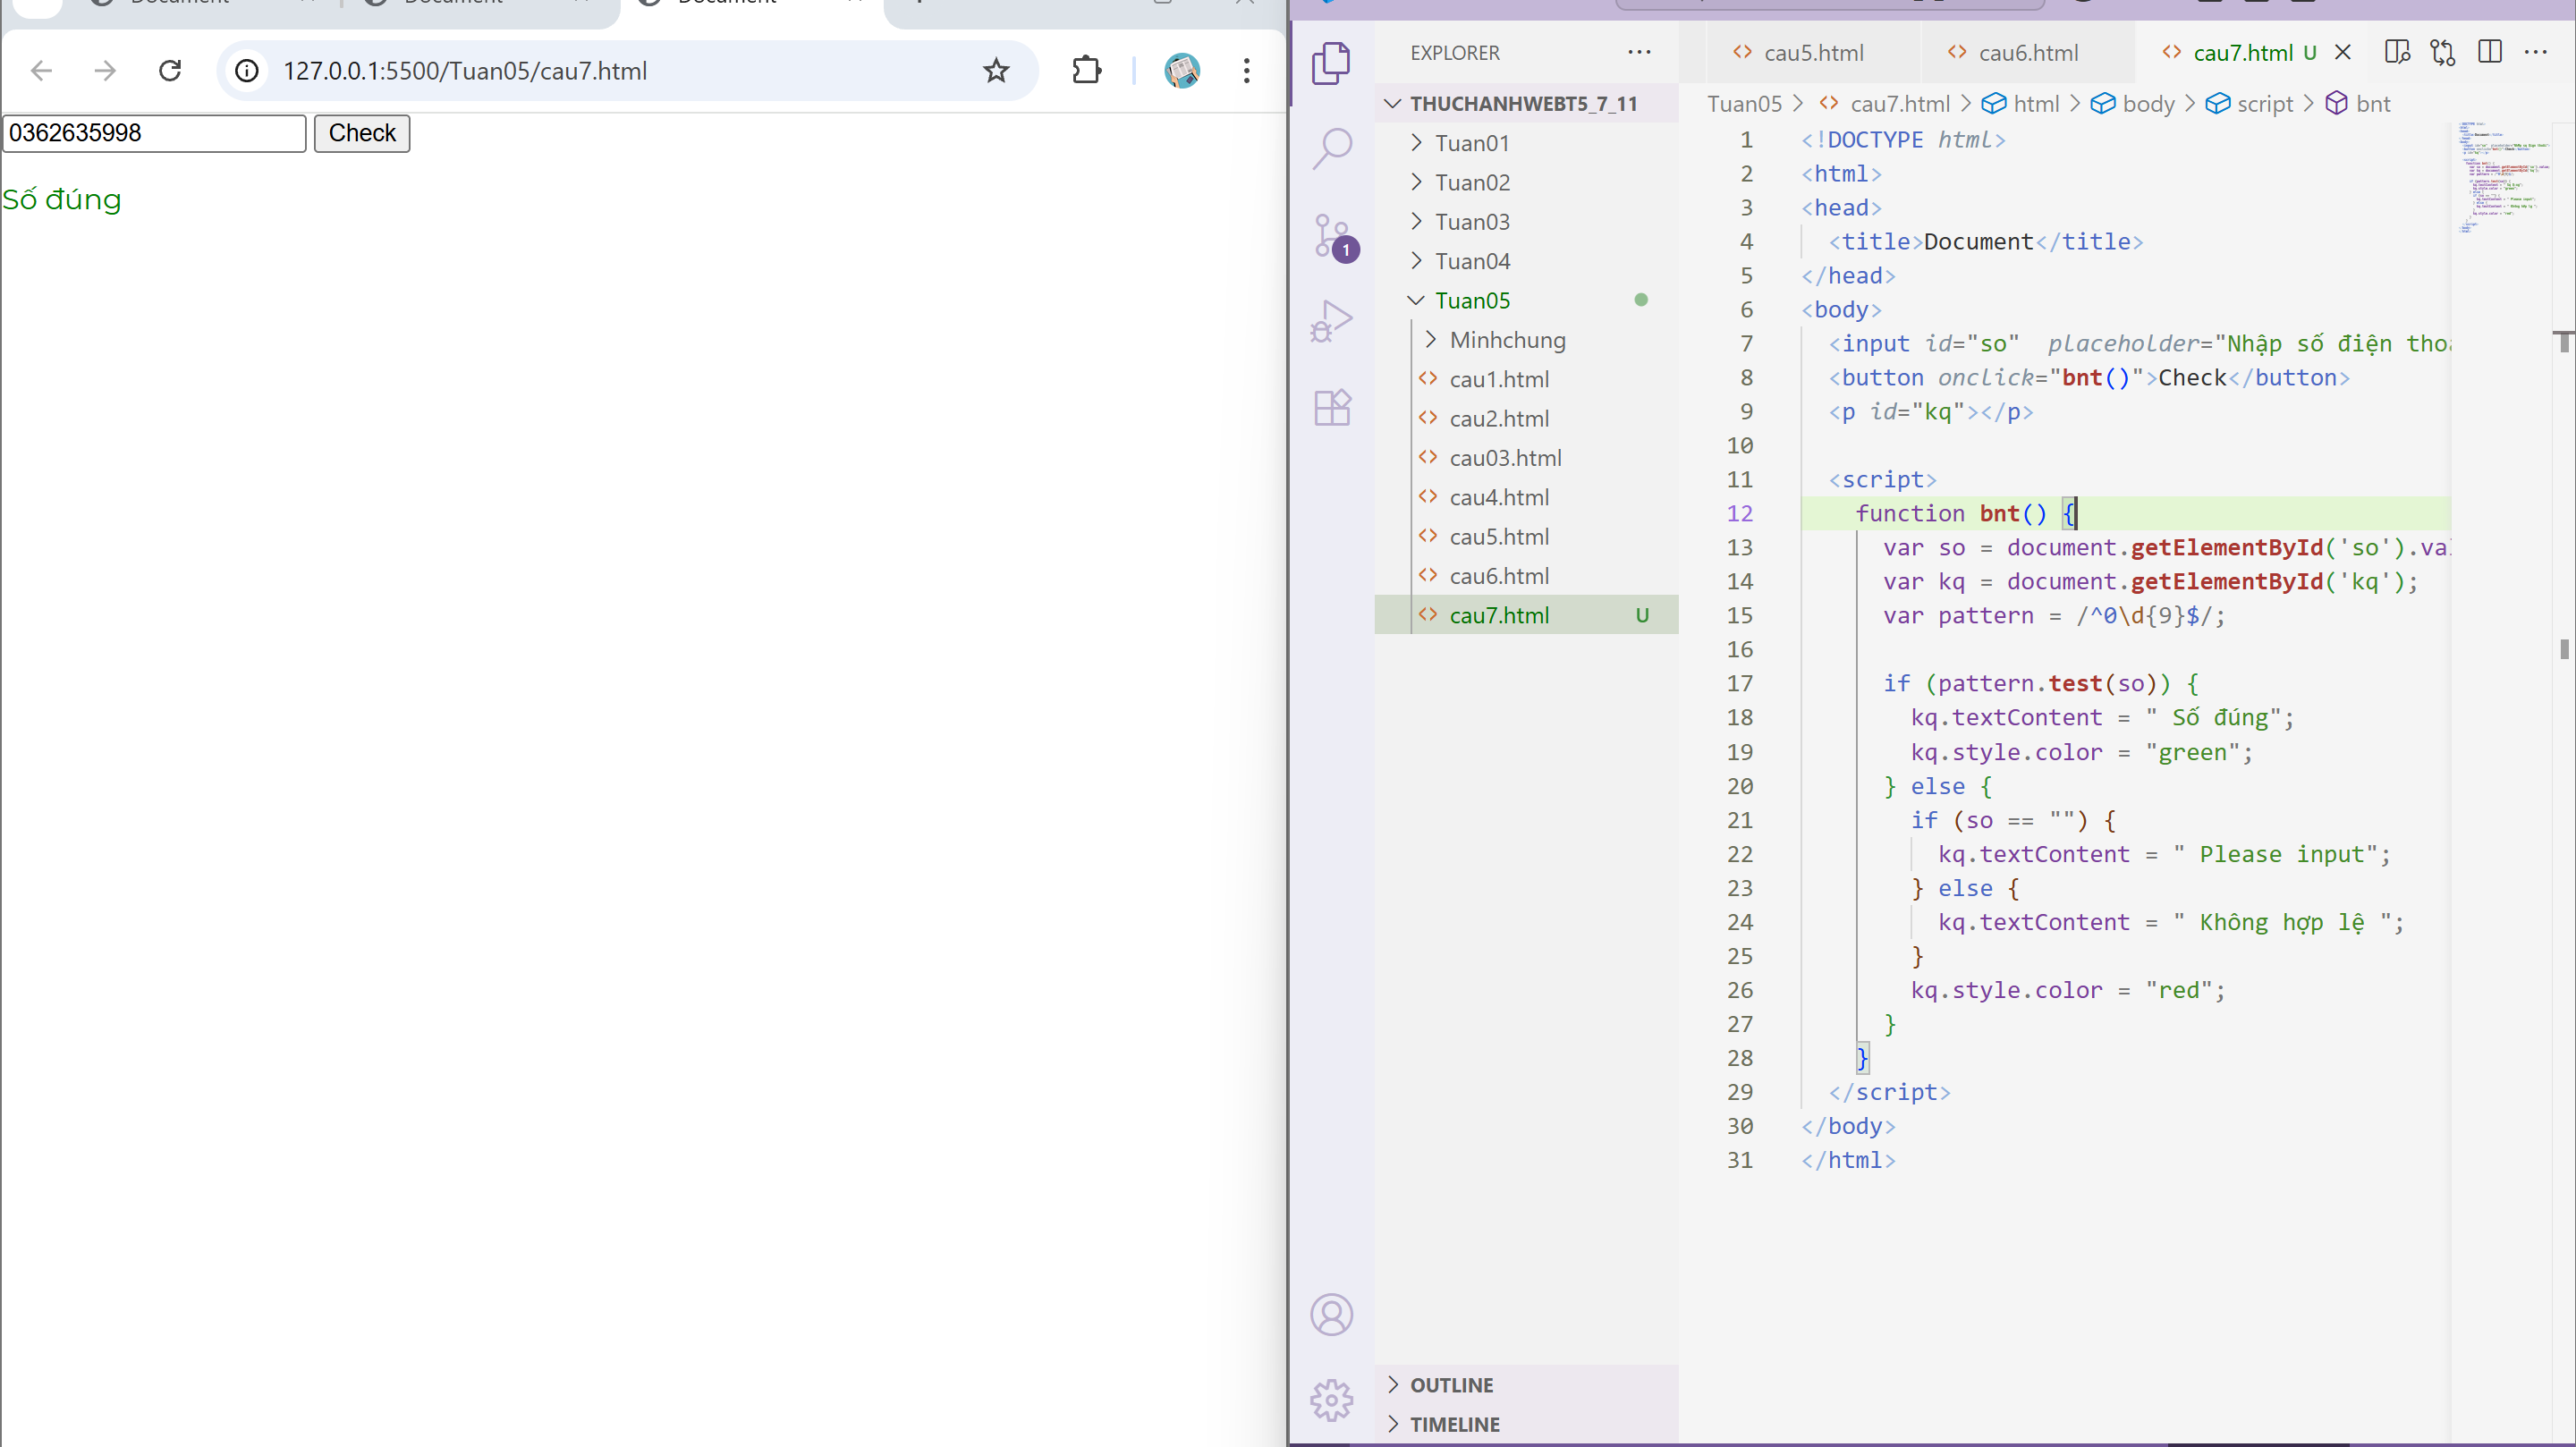 Document
Document
Document
127.0.0.1:5500/Tuan05/cau7.html
0362635998
Check
Số đúng
EXPLORER
THUCHANHWEBT5_7_11
Tuan01
Tuan02
Tuan03
Tuan04
Tuan05
Minhchung
cau1.html
cau2.html
cau03.html
cau4.html
cau5.html
cau6.html
cau7.html U
OUTLINE
TIMELINE
1
cau5.html
cau6.html
cau7.html U
Tuan05 > cau7.html > html > body > script > bnt
1 <!DOCTYPE html>
2 <html>
3 <head>
4 <title>Document</title>
5 </head>
6 <body>
7 <input id="so"  placeholder="Nhập số điện
8 <button onclick="bnt()">Check</button>
9 <p id="kq"></p>
10
11 <script>
12 function bnt() {
13 var so = document.getElementById('so').
14 var kq = document.getElementById('kq');
15 var pattern = /^0\d{9}$/;
16
17 if (pattern.test(so)) {
18 kq.textContent = " Số đúng";
19 kq.style.color = "green";
20 } else {
21 if (so == "") {
22 kq.textContent = " Please input";
23 } else {
24 kq.textContent = " Không hợp lệ ";
25 }
26 kq.style.color = "red";
27 }
28 }
29 </script>
30 </body>
31 </html>